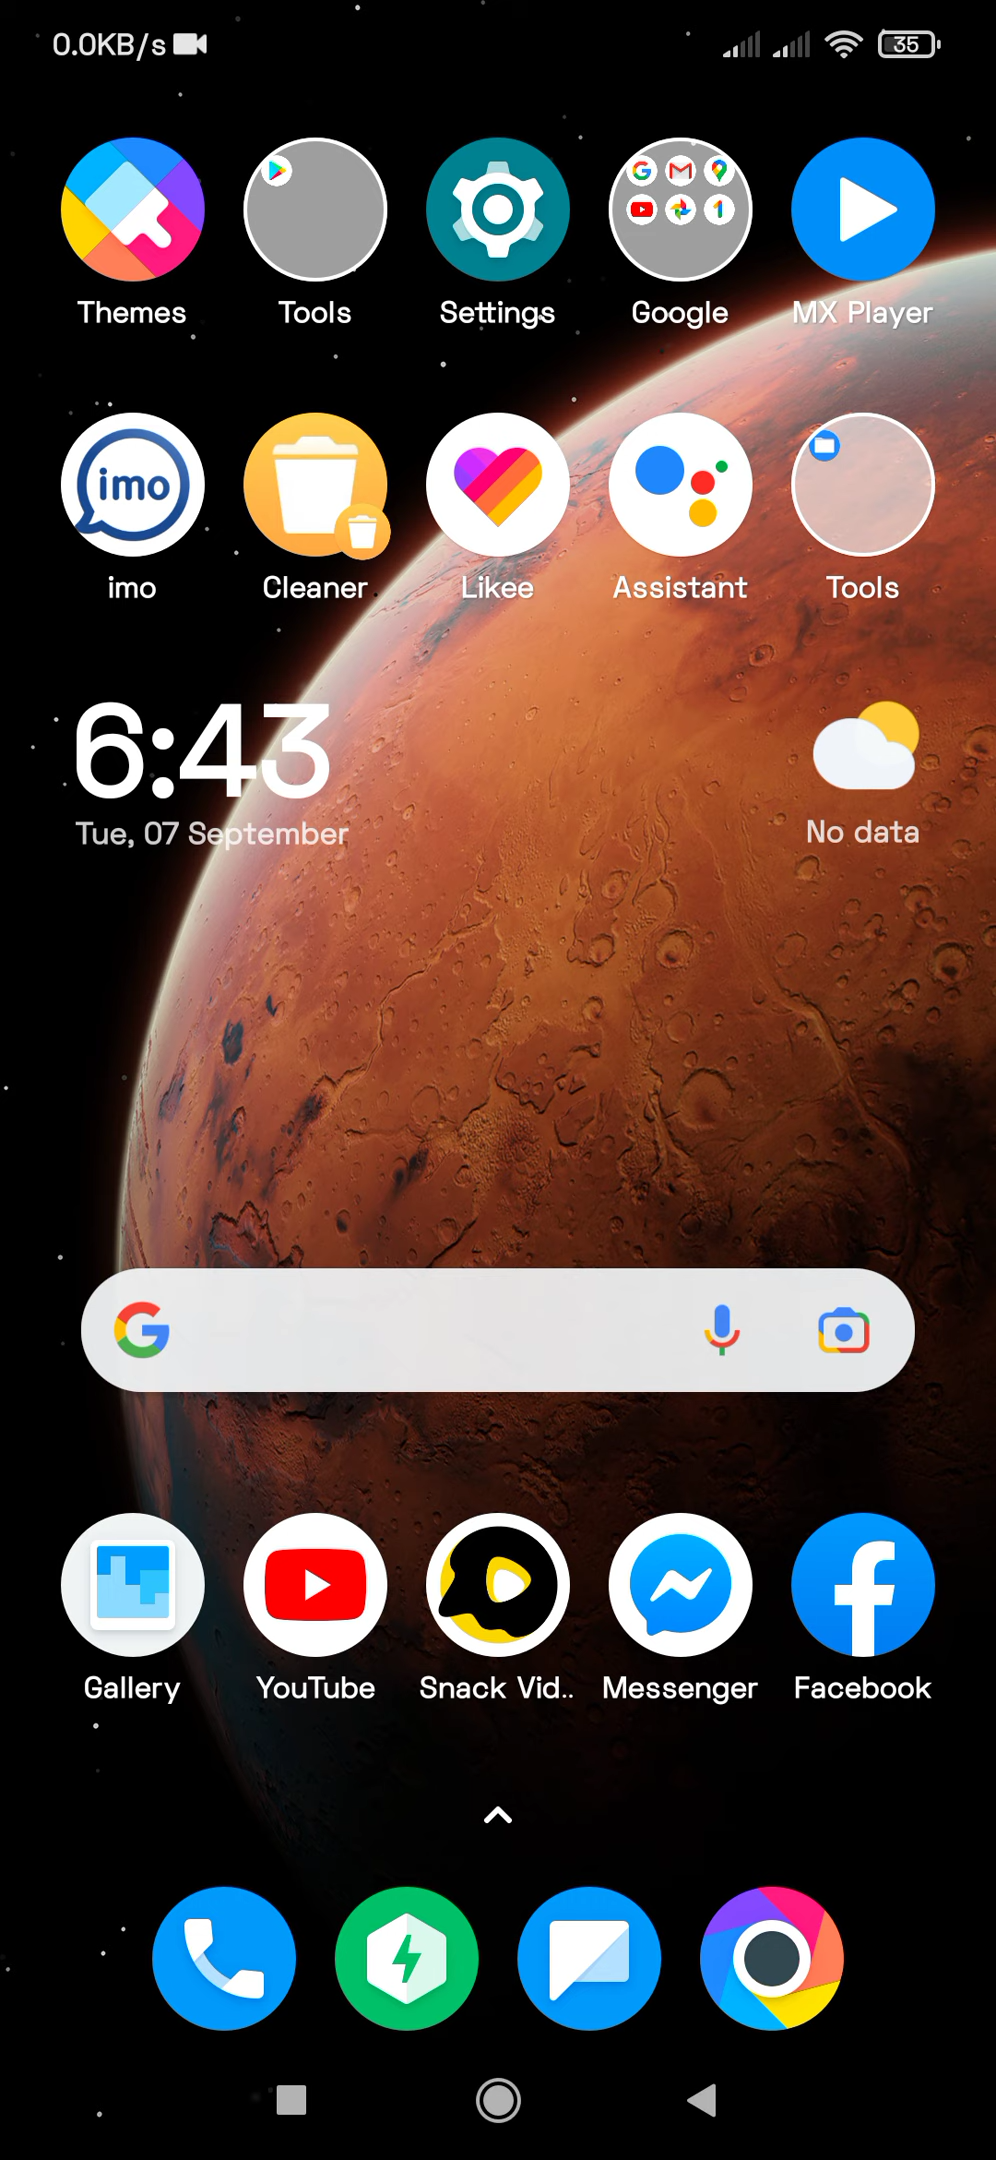 0.0KB/s 35
Themes Tools Settings Google MX Player
imo
imo Cleaner Likee Assistant Tools
6:43
Tue, 07 September No data
Gallery YouTube Snack Vid.. Messenger Facebook